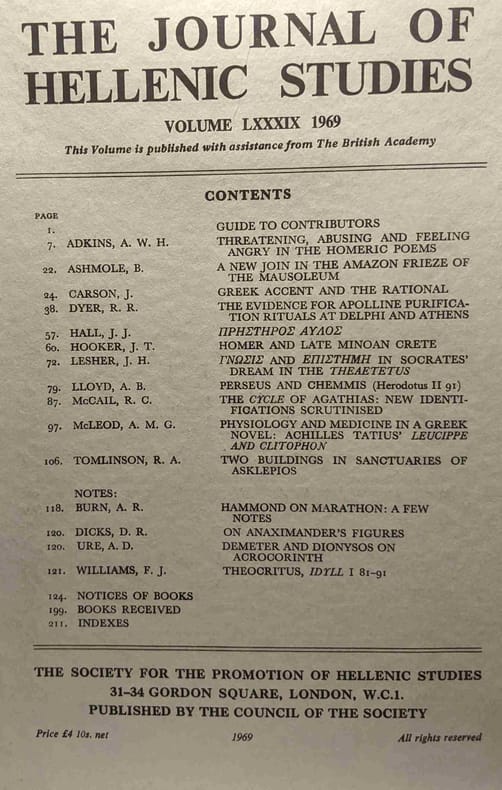 THE JOURNAL OF
HELLENIC STUDIES
VOLUME LXXXIX 1969
This Volume is published with assistance from The British Academy
CONTENTS
PAGE
1. GUIDE TO CONTRIBUTORS
7. ADKINS, A. W. H. THREATENING, ABUSING AND FEELING
ANGRY IN THE HOMERIC POEMS
22. ASHMOLE, B. A NEW JOIN IN THE AMAZON FRIEZE OF
THE MAUSOLEUM
24. CARSON, J. GREEK ACCENT AND THE RATIONAL
38. DYER, R. R. THE EVIDENCE FOR APOLLINE PURIFICA-
TION RITUALS AT DELPHI AND ATHENS
57. HALL, J. J. ΠΡΗΣΤΗΡΟΣ ΑΥΛΟΣ
60. HOOKER, J. T. HOMER AND LATE MINOAN CRETE
72. LESHER, J. H. ΓΝΩΣΙΣ AND ΕΠΙΣΤΗΜΗ IN SOCRATES'
DREAM IN THE THEAETETUS
79. LLOYD, A. B. PERSEUS AND CHEMMIS (Herodotus II 91)
87. McCAIL, R. C. THE CYCLE OF AGATHIAS: NEW IDENTI-
FICATIONS SCRUTINISED
97. McLEOD, A. M. G. PHYSIOLOGY AND MEDICINE IN A GREEK
NOVEL: ACHILLES TATIUS' LEUCIPPE
AND CLITOPHON
106. TOMLINSON, R. A. TWO BUILDINGS IN SANCTUARIES OF
ASKLEPIOS
NOTES:
118. BURN, A. R. HAMMOND ON MARATHON: A FEW
NOTES
120. DICKS, D. R. ON ANAXIMANDER'S FIGURES
120. URE, A. D. DEMETER AND DIONYSOS ON
ACROCORINTH
121. WILLIAMS, F. J. THEOCRITUS, IDYLL I 81–91
124. NOTICES OF BOOKS
199. BOOKS RECEIVED
211. INDEXES
THE SOCIETY FOR THE PROMOTION OF HELLENIC STUDIES
31–34 GORDON SQUARE, LONDON, W.C.1.
PUBLISHED BY THE COUNCIL OF THE SOCIETY
Price £4 10s. net 1969 All rights reserved